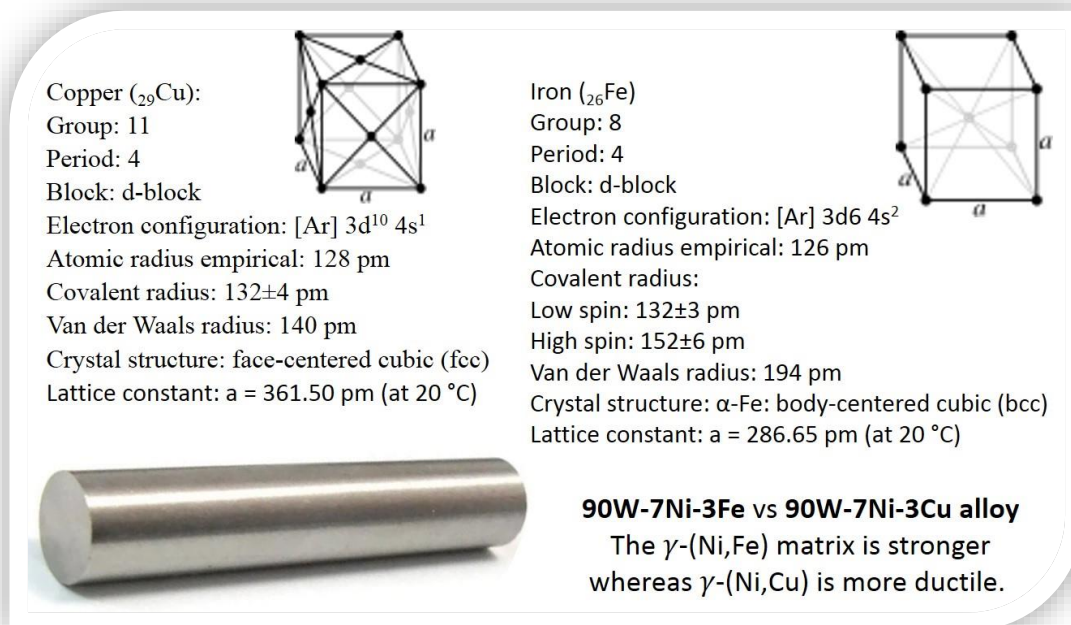 Copper (₂₉Cu):
Group: 11
Period: 4
Block: d-block
Electron configuration: [Ar] 3d¹⁰ 4s¹
Atomic radius empirical: 128 pm
Covalent radius: 132±4 pm
Van der Waals radius: 140 pm
Crystal structure: face-centered cubic (fcc)
Lattice constant: a = 361.50 pm (at 20 °C)
a
a
a
Iron (₂₆Fe)
Group: 8
Period: 4
Block: d-block
Electron configuration: [Ar] 3d6 4s²
Atomic radius empirical: 126 pm
Covalent radius:
Low spin: 132±3 pm
High spin: 152±6 pm
Van der Waals radius: 194 pm
Crystal structure: α-Fe: body-centered cubic (bcc)
Lattice constant: a = 286.65 pm (at 20 °C)
a
a
a
90W-7Ni-3Fe vs 90W-7Ni-3Cu alloy
The γ-(Ni,Fe) matrix is stronger
whereas γ-(Ni,Cu) is more ductile.